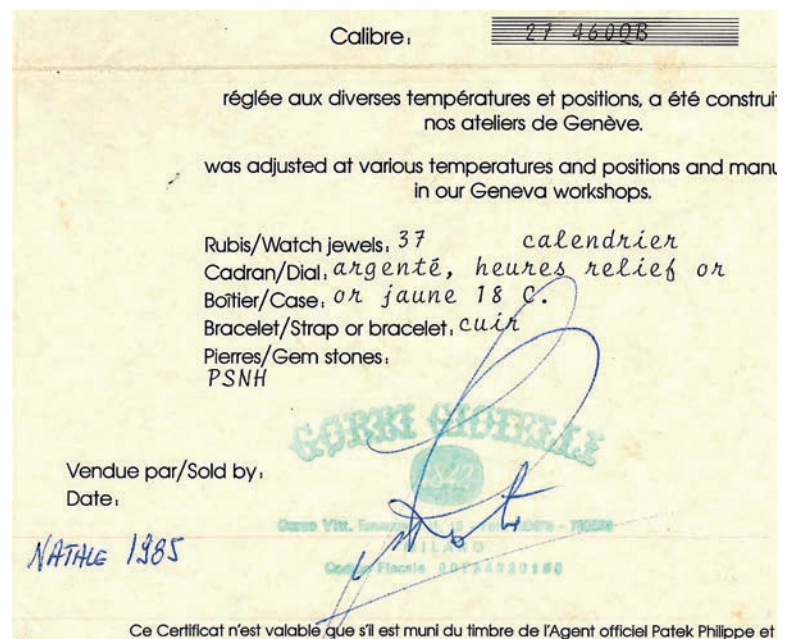 Calibre: 27 460QB
réglée aux diverses températures et positions, a été construi
nos ateliers de Genève.
was adjusted at various temperatures and positions and manu
in our Geneva workshops.
Rubis/Watch jewels: 37 calendrier
Cadran/Dial: argenté, heures relief or
Boîtier/Case: or jaune 18 C.
Bracelet/Strap or bracelet: cuir
Pierres/Gem stones:
PSNH
GOBBI GIOIELLI
1842
Vendue par/Sold by:
Date:
Corso Vitt.
MILANO
NATALE 1985
Codice Fiscale
Ce Certificat n'est valable que s'il est muni du timbre de l'Agent officiel Patek Philippe et